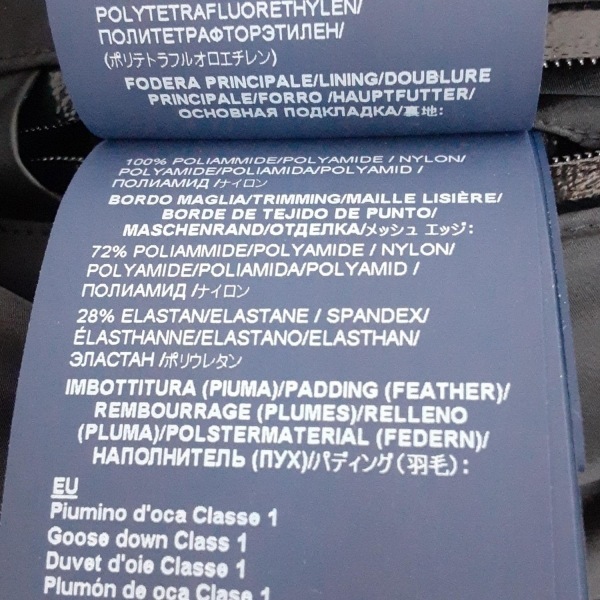 POLYTETRAFLUORETHYLEN/
ПОЛИТЕТРАФТОРЭТИЛЕН/
(ポリテトラフルオロエチレン)
FODERA PRINCIPALE/LINING/DOUBLURE
PRINCIPALE/FORRO /HAUPTFUTTER/
ОСНОВНАЯ ПОДКЛАДКА/裏地:
100% POLIAMMIDE/POLYAMIDE / NYLON/
POLYAMIDE/POLIAMIDA/POLYAMID /
ПОЛИАМИД /ナイロン
BORDO MAGLIA/TRIMMING/MAILLE LISIÈRE/
BORDE DE TEJIDO DE PUNTO/
MASCHENRAND/ОТДЕЛКА/メッシュ エッジ:
72% POLIAMMIDE/POLYAMIDE / NYLON/
POLYAMIDE/POLIAMIDA/POLYAMID/
ПОЛИАМИД /ナイロン
28% ELASTAN/ELASTANE / SPANDEX/
ÉLASTHANNE/ELASTANO/ELASTHAN/
ЭЛАСТАН /ポリウレタン
IMBOTTITURA (PIUMA)/PADDING (FEATHER)/
REMBOURRAGE (PLUMES)/RELLENO
(PLUMA)/POLSTERMATERIAL (FEDERN)/
НАПОЛНИТЕЛЬ (ПУХ)/パディング(羽毛):
EU
Piumino d'oca Classe 1
Goose down Class 1
Duvet d'oie Classe 1
Plumón de oca Classe 1